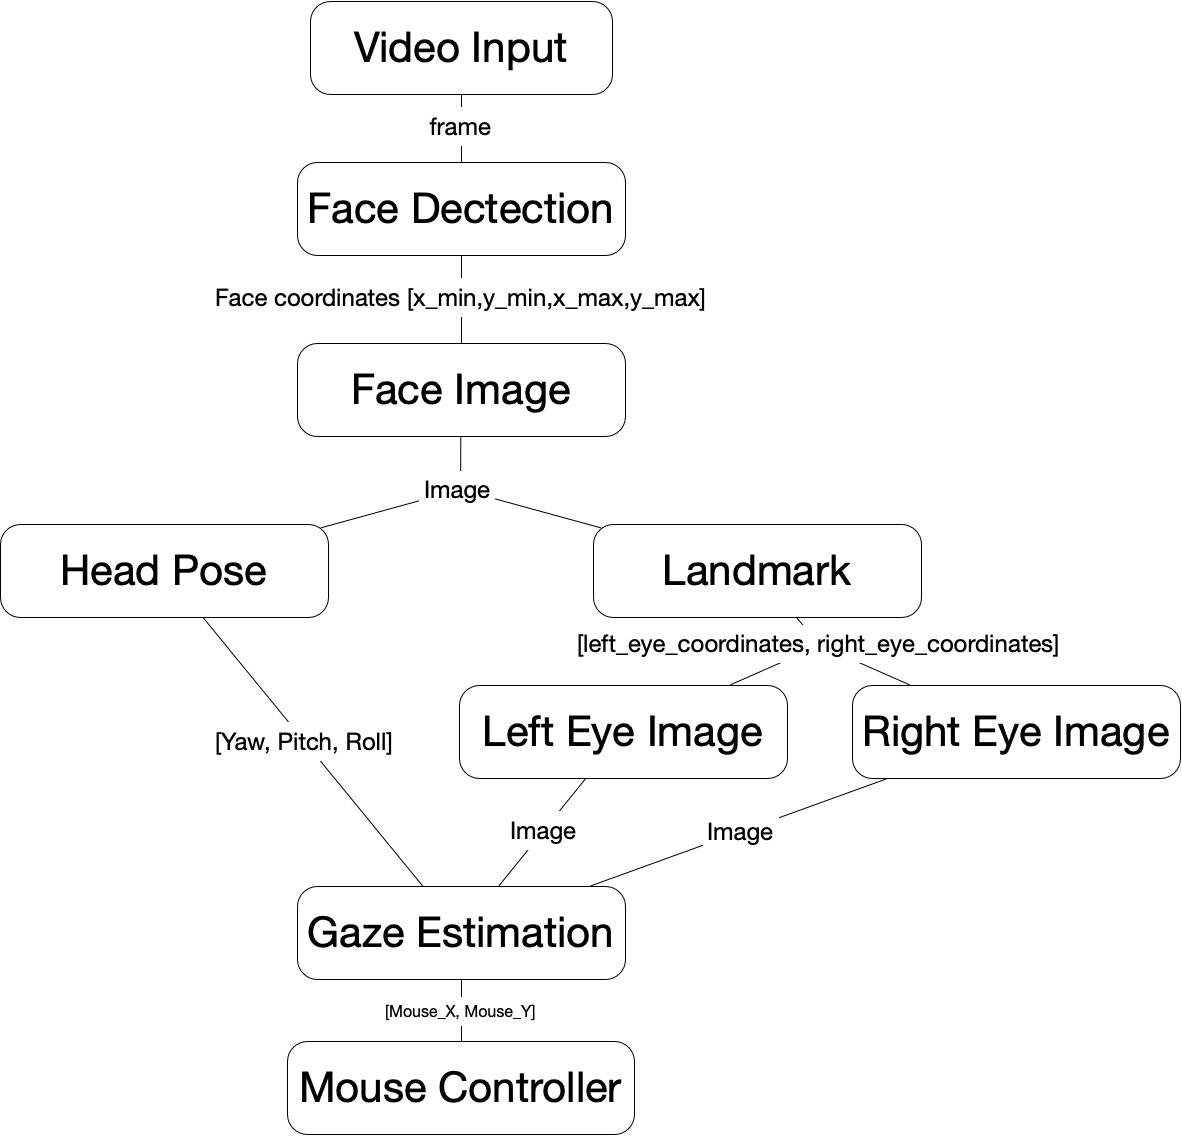 Video Input
frame
Face Dectection
Face coordinates [x_min,y_min,x_max,y_max]
Face Image
Image
Head Pose
Landmark
[left_eye_coordinates, right_eye_coordinates]
Left Eye Image
Right Eye Image
[Yaw, Pitch, Roll]
Image
Image
Gaze Estimation
[Mouse_X, Mouse_Y]
Mouse Controller